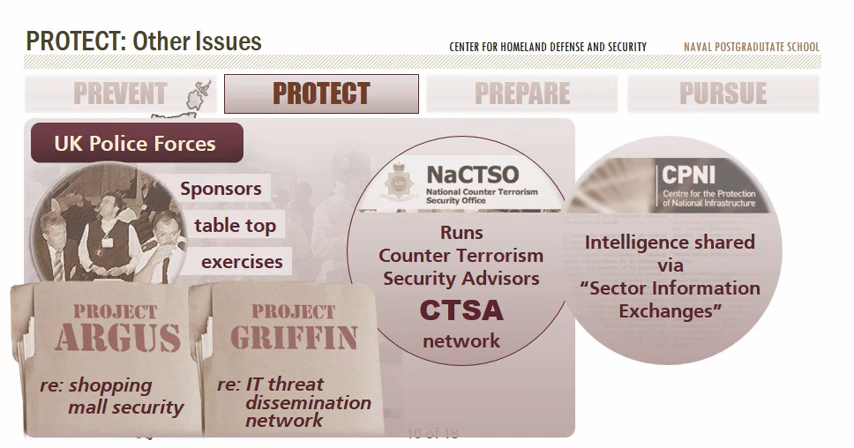 PROTECT: Other Issues
CENTER FOR HOMELAND DEFENSE AND SECURITY
NAVAL POSTGRADUTATE SCHOOL
PREVENT
PROTECT
PREPARE
PURSUE
UK Police Forces
Sponsors
table top
exercises
PROJECT
ARGUS
re: shopping
mall security
PROJECT
GRIFFIN
re: IT threat
dissemination
network
NaCTSO
National Counter Terrorism
Security Office
Runs
Counter Terrorism
Security Advisors
CTSA
network
CPNI
Centre for the Protection
of National Infrastructure
Intelligence shared
via
“Sector Information
Exchanges”
10 of 18